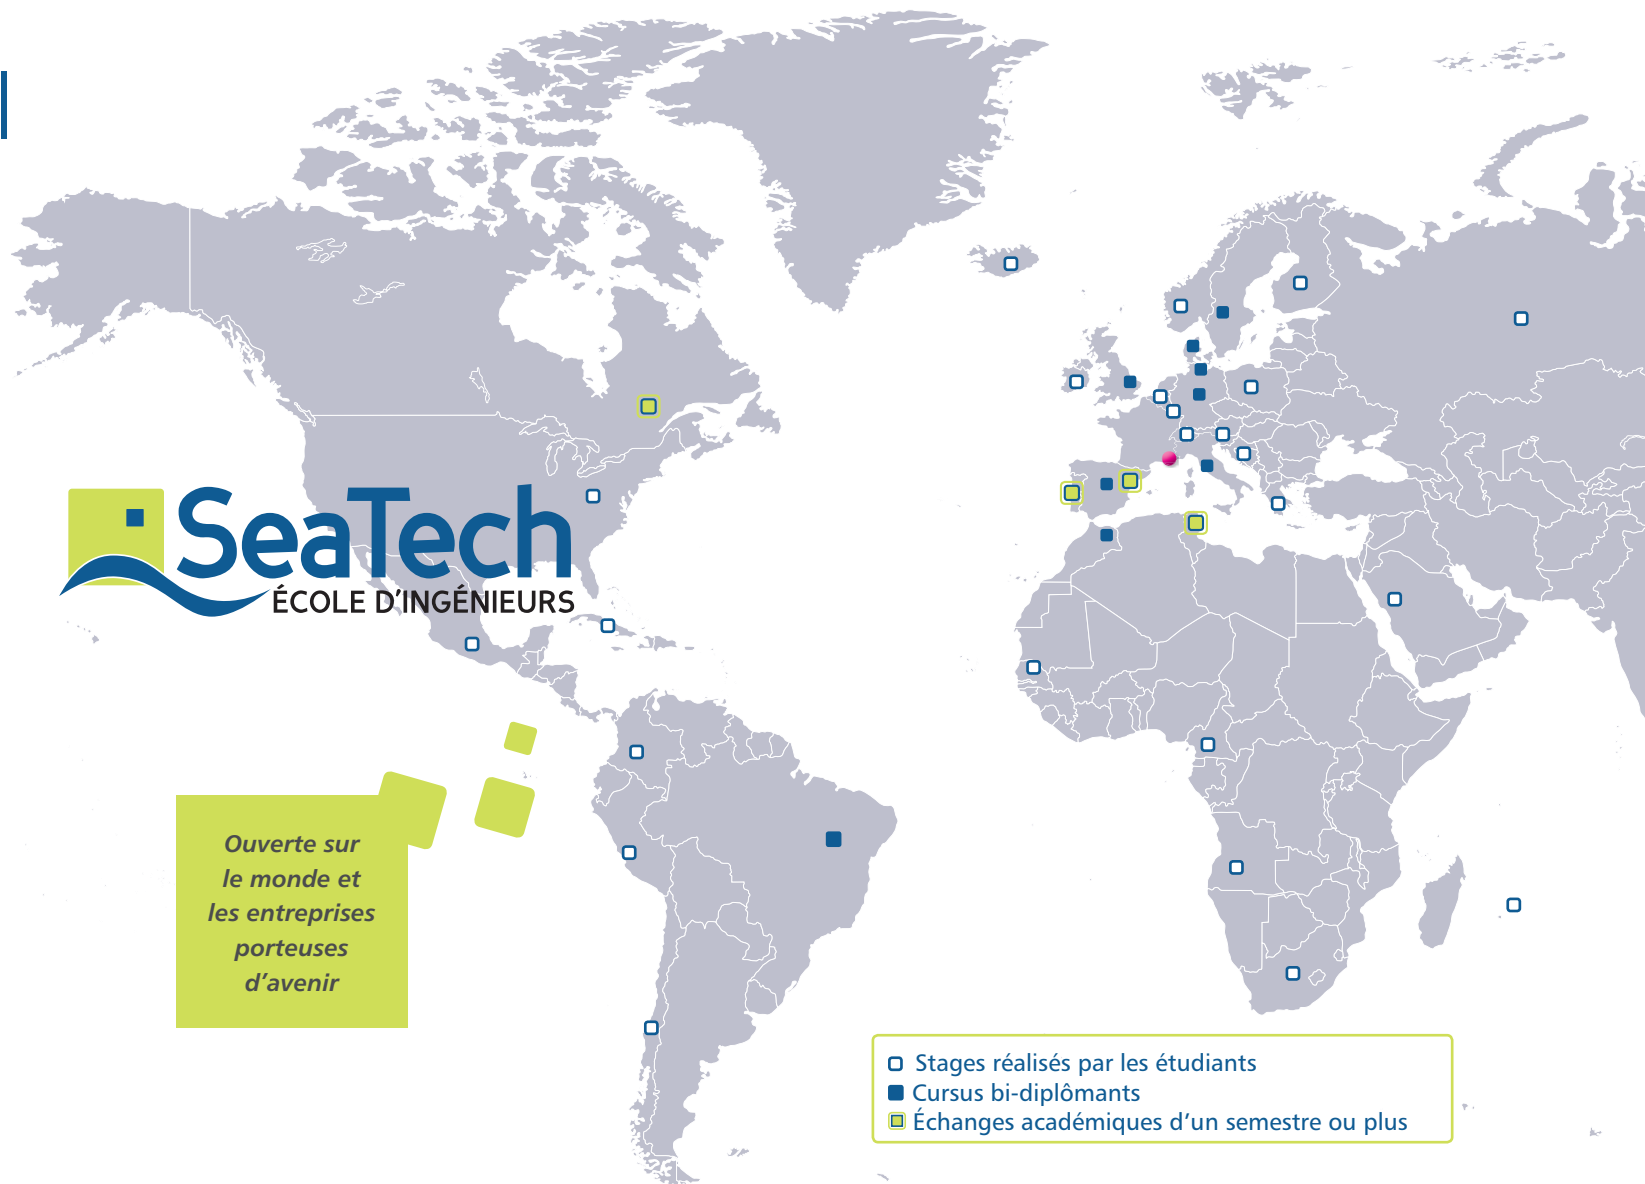 SeaTech
ÉCOLE D'INGÉNIEURS
Ouverte sur
le monde et
les entreprises
porteuses
d’avenir
Stages réalisés par les étudiants
Cursus bi-diplômants
Échanges académiques d’un semestre ou plus